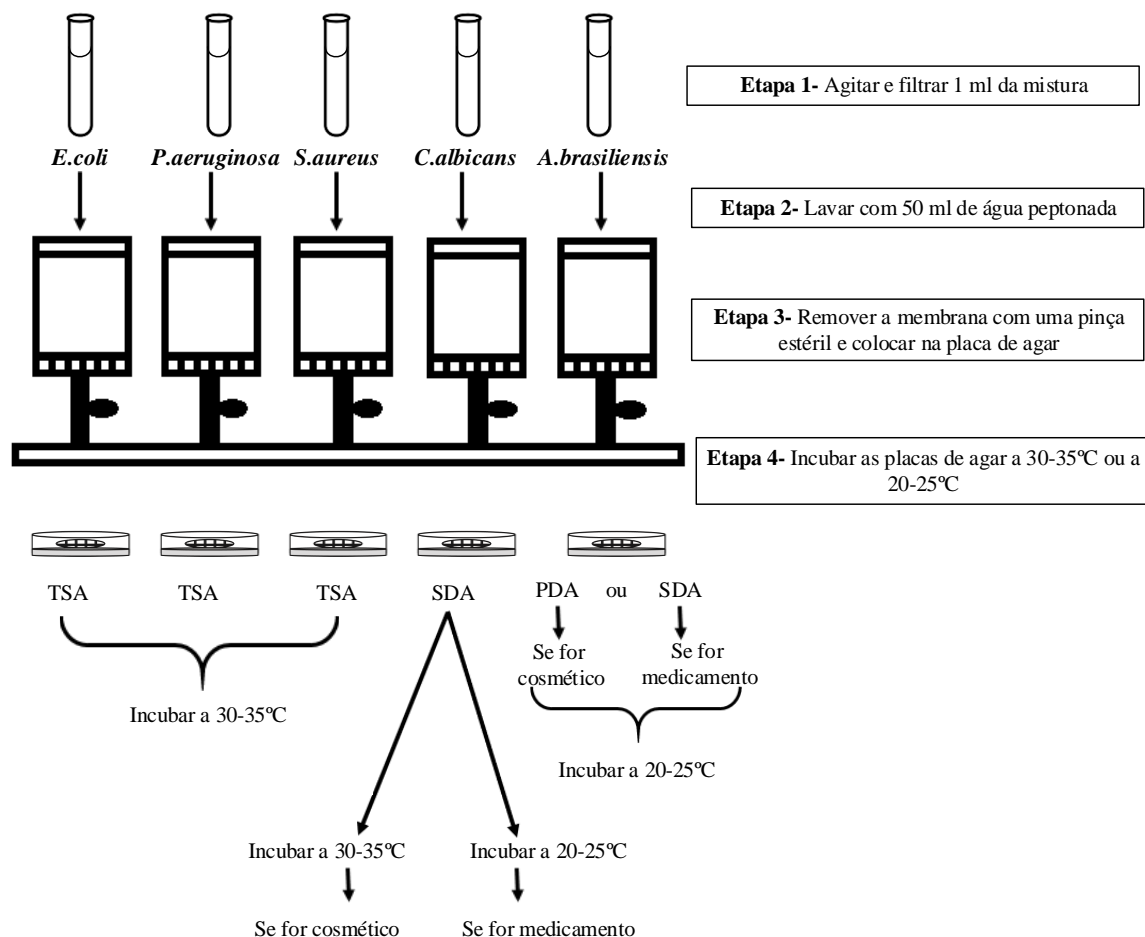 Etapa 1- Agitar e filtrar 1 ml da mistura
E.coli P.aeruginosa S.aureus C.albicans A.brasiliensis
Etapa 2- Lavar com 50 ml de água peptonada
Etapa 3- Remover a membrana com uma pinça
estéril e colocar na placa de agar
Etapa 4- Incubar as placas de agar a 30-35ºC ou a
20-25ºC
TSA TSA TSA SDA PDA ou SDA
Se for
cosmético
Se for
medicamento
Incubar a 30-35ºC
Incubar a 20-25ºC
Incubar a 30-35ºC
Incubar a 20-25ºC
Se for cosmético
Se for medicamento